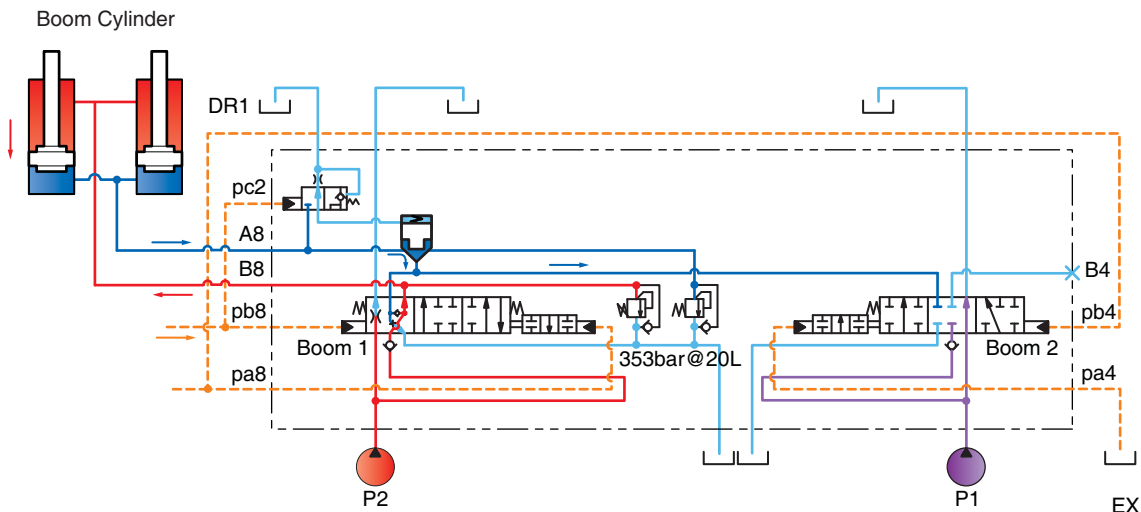 Boom Cylinder
DR1
pc2
A8
B8
B4
pb8
pb4
Boom 1
353bar@20L
Boom 2
pa8
pa4
P2
P1
EX